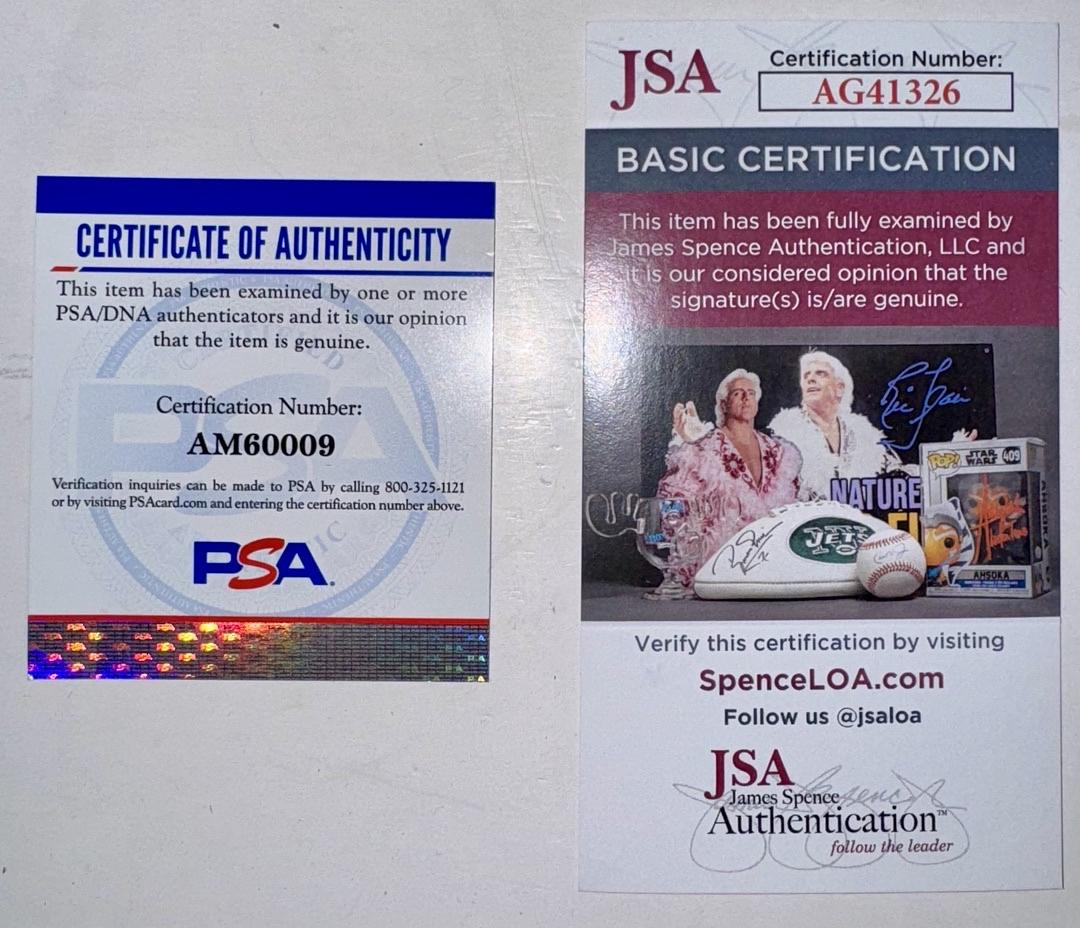 CERTIFICATE OF AUTHENTICITY
This item has been examined by one or more
PSA/DNA authenticators and it is our opinion
that the item is genuine.
Certification Number:
AM60009
Verification inquiries can be made to PSA by calling 800-325-1121
or by visiting PSAcard.com and entering the certification number above.
PSA
JSA
Certification Number:
AG41326
BASIC CERTIFICATION
This item has been fully examined by
James Spence Authentication, LLC and
it is our considered opinion that the
signature(s) is/are genuine.
Ric Flair
NATURE
POP!
STAR WARS
409
JETS
AHSOKA
Verify this certification by visiting
SpenceLOA.com
Follow us @jsaloa
JSA
James Spence
Authentication™
follow the leader